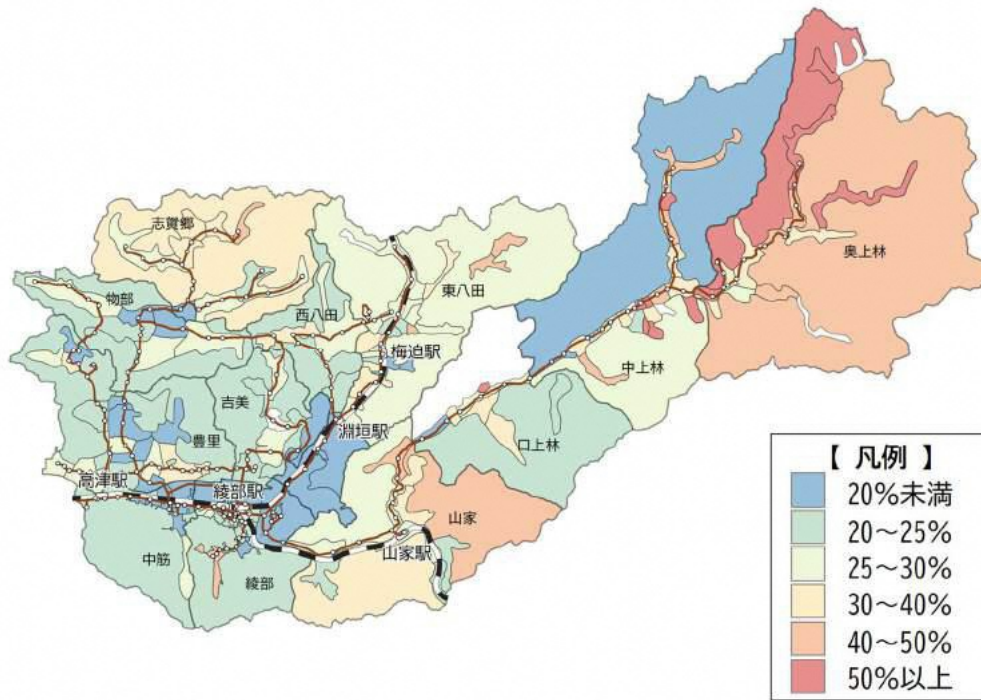 志賀郷
物部
西八田
東八田
梅迫駅
吉美
豊里
淵垣駅
高津駅
綾部駅
中筋
綾部
山家駅
山家
口上林
中上林
奥上林
【 凡例 】
20%未満
20～25%
25～30%
30～40%
40～50%
50%以上